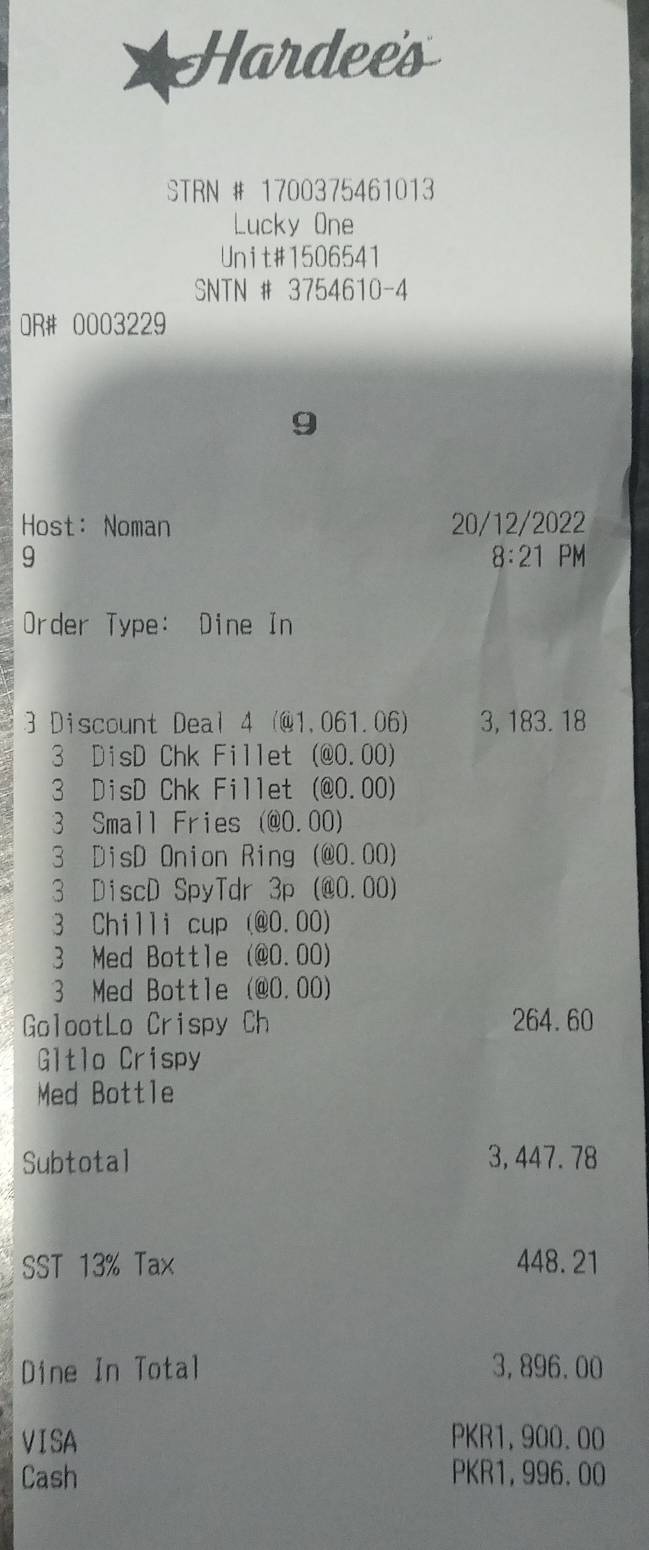 Hardee's
STRN # 1700375461013
Lucky One
Unit#1506541
SNTN # 3754610-4
OR# 0003229
9
Host: Noman 20/12/2022
9 8:21 PM
Order Type: Dine In
3 Discount Deal 4 (@1,061.06) 3,183.18
3 DisD Chk Fillet (@0.00)
3 DisD Chk Fillet (@0.00)
3 Small Fries (@0.00)
3 DisD Onion Ring (@0.00)
3 DiscD SpyTdr 3p (@0.00)
3 Chilli cup (@0.00)
3 Med Bottle (@0.00)
3 Med Bottle (@0.00)
GolootLo Crispy Ch 264.60
Gltlo Crispy
Med Bottle
Subtotal 3,447.78
SST 13% Tax 448.21
Dine In Total 3,896.00
VISA PKR1,900.00
Cash PKR1,996.00